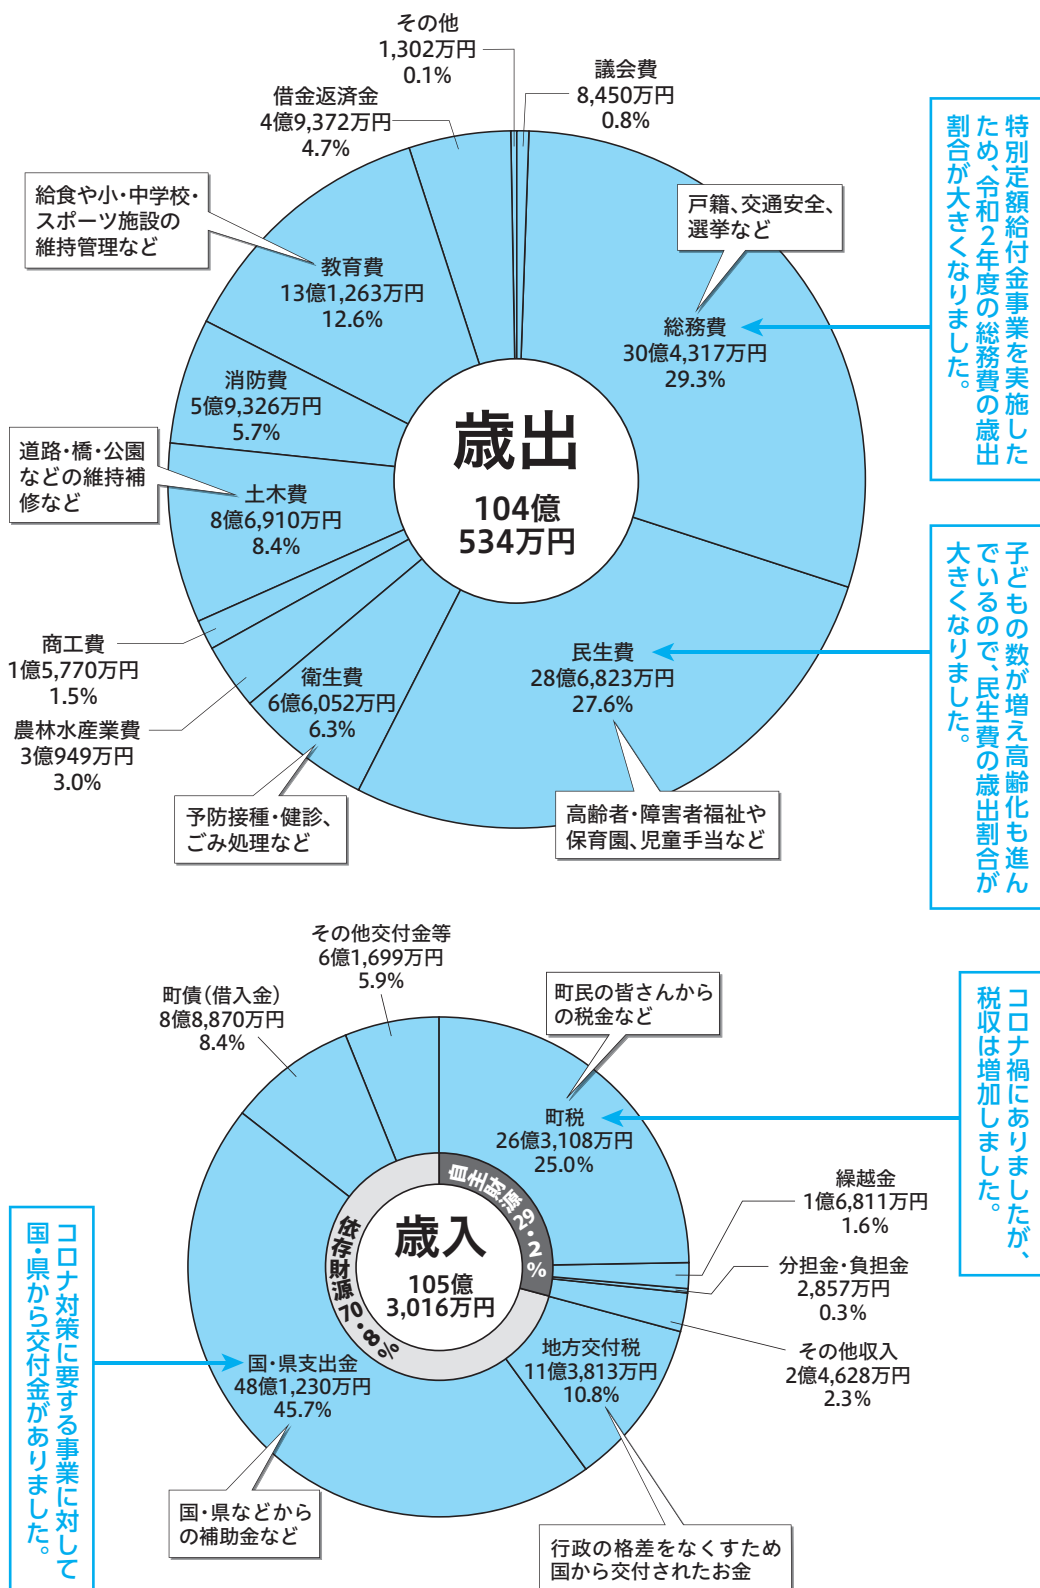 その他
1,302万円
0.1%
議会費
8,450万円
0.8%
借金返済金
4億9,372万円
4.7%
給食や小・中学校・
スポーツ施設の
維持管理など
教育費
13億1,263万円
12.6%
戸籍、交通安全、
選挙など
総務費
30億4,317万円
29.3%
特別定額給付金事業を実施した
ため、令和2年度の総務費の歳出
割合が大きくなりました。
消防費
5億9,326万円
5.7%
歳出
104億
534万円
道路・橋・公園
などの維持補
修など
土木費
8億6,910万円
8.4%
商工費
1億5,770万円
1.5%
農林水産業費
3億949万円
3.0%
衛生費
6億6,052万円
6.3%
予防接種・健診、
ごみ処理など
民生費
28億6,823万円
27.6%
高齢者・障害者福祉や
保育園、児童手当など
子どもの数が増え高齢化も進ん
でいるので、民生費の歳出割合が
大きくなりました。
その他交付金等
6億1,699万円
5.9%
町債(借入金)
8億8,870万円
8.4%
町民の皆さんから
の税金など
町税
26億3,108万円
25.0%
コロナ禍にありましたが、
税収は増加しました。
自主財源29.2%
依存財源70.8%
歳入
105億
3,016万円
繰越金
1億6,811万円
1.6%
分担金・負担金
2,857万円
0.3%
その他収入
2億4,628万円
2.3%
地方交付税
11億3,813万円
10.8%
行政の格差をなくすため
国から交付されたお金
国・県支出金
48億1,230万円
45.7%
国・県などから
の補助金など
コロナ対策に要する事業に対して
国・県から交付金がありました。